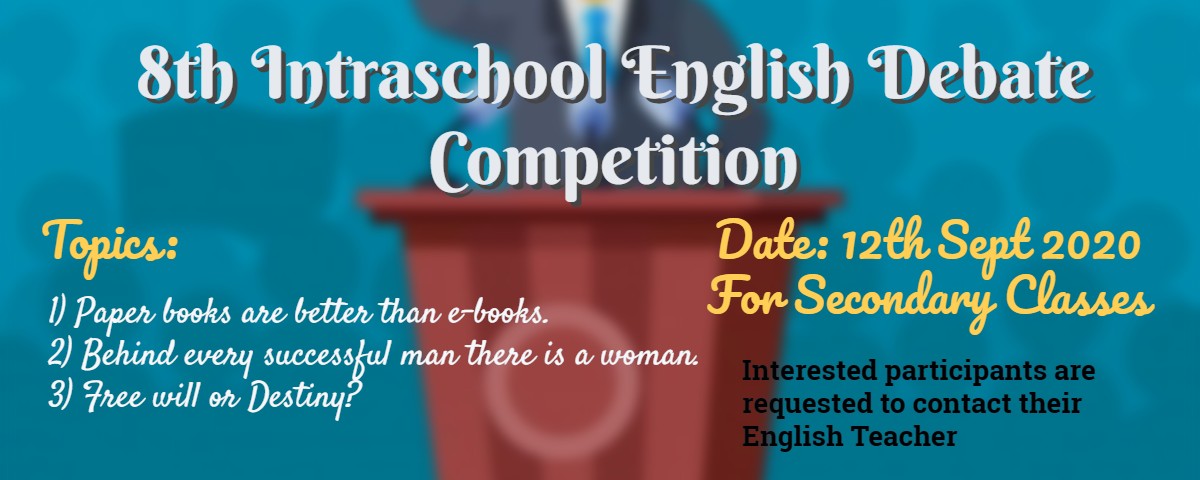 8th Intraschool English Debate
Competition
Topics:
1) Paper books are better than e-books.
2) Behind every successful man there is a woman.
3) Free will or Destiny?
Date: 12th Sept 2020
For Secondary Classes
Interested participants are
requested to contact their
English Teacher